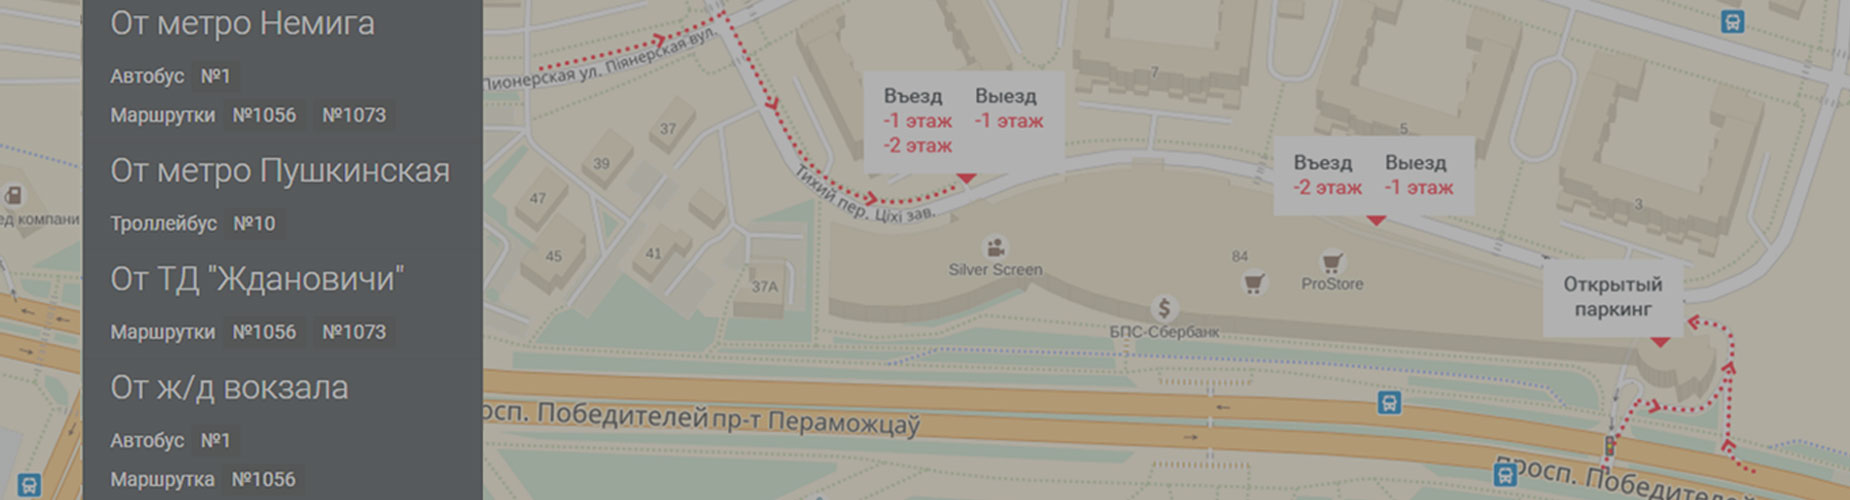 От метро Немига
Автобус №1
Маршрутки №1056 №1073
От метро Пушкинская
Троллейбус №10
От ТД "Ждановичи"
Маршрутки №1056 №1073
От ж/д вокзала
Автобус №1
Маршрутка №1056
Пионерская ул. Піянерская вул.
Въезд Выезд
-1 этаж -1 этаж
-2 этаж
7
5
Въезд Выезд
-2 этаж -1 этаж
3
37
39
47
45
41
37А
Тихий пер. Ціхі зав.
Silver Screen
84
ProStore
БПС-Сбербанк
Открытый
паркинг
компани
просп. Победителей пр-т Пераможцаў
просп. Победителей